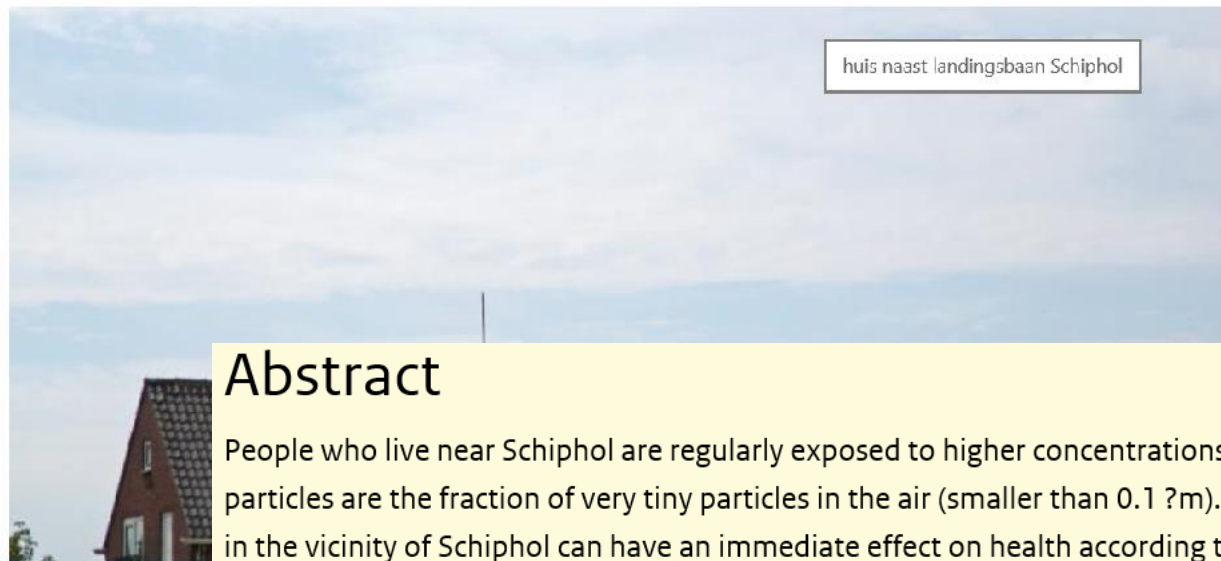 huis naast landingsbaan Schiphol
Abstract
People who live near Schiphol are regularly exposed to higher concentrations
particles are the fraction of very tiny particles in the air (smaller than 0.1 ?m).
in the vicinity of Schiphol can have an immediate effect on health according t